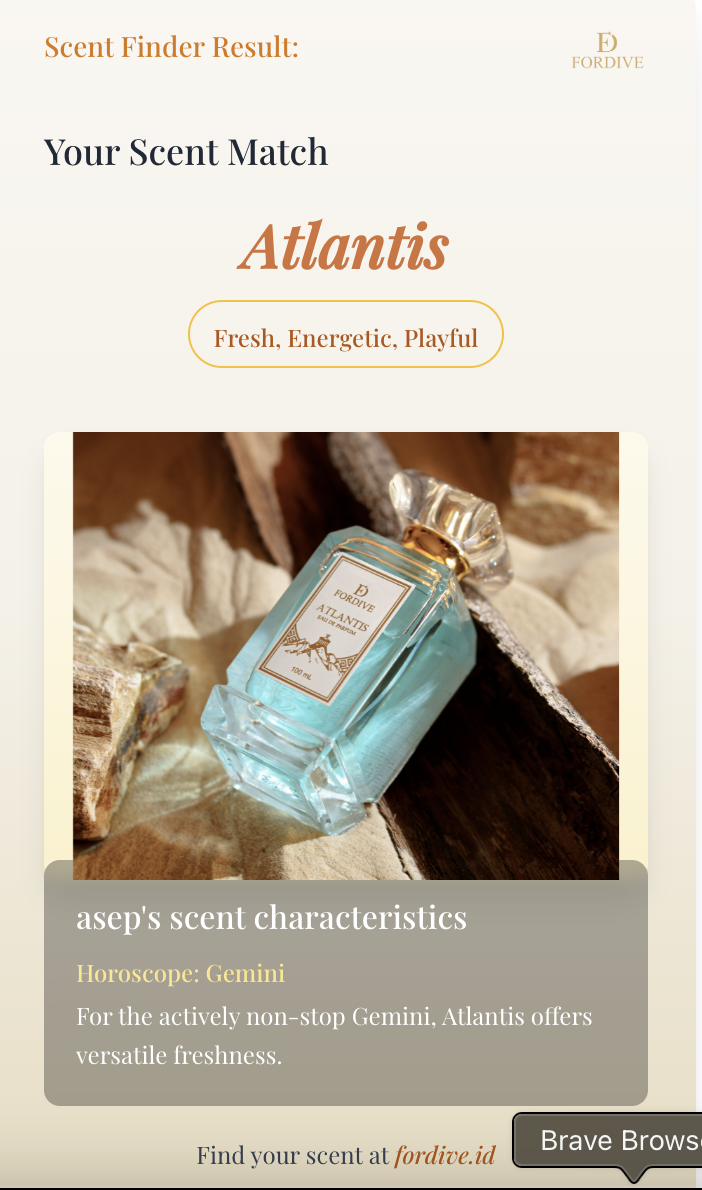 Scent Finder Result:
FD
FORDIVE
Your Scent Match
Atlantis
Fresh, Energetic, Playful
FD
FORDIVE
ATLANTIS
EAU DE PARFUM
100 mL
asep's scent characteristics
Horoscope: Gemini
For the actively non-stop Gemini, Atlantis offers
versatile freshness.
Find your scent at fordive.id
Brave Brows